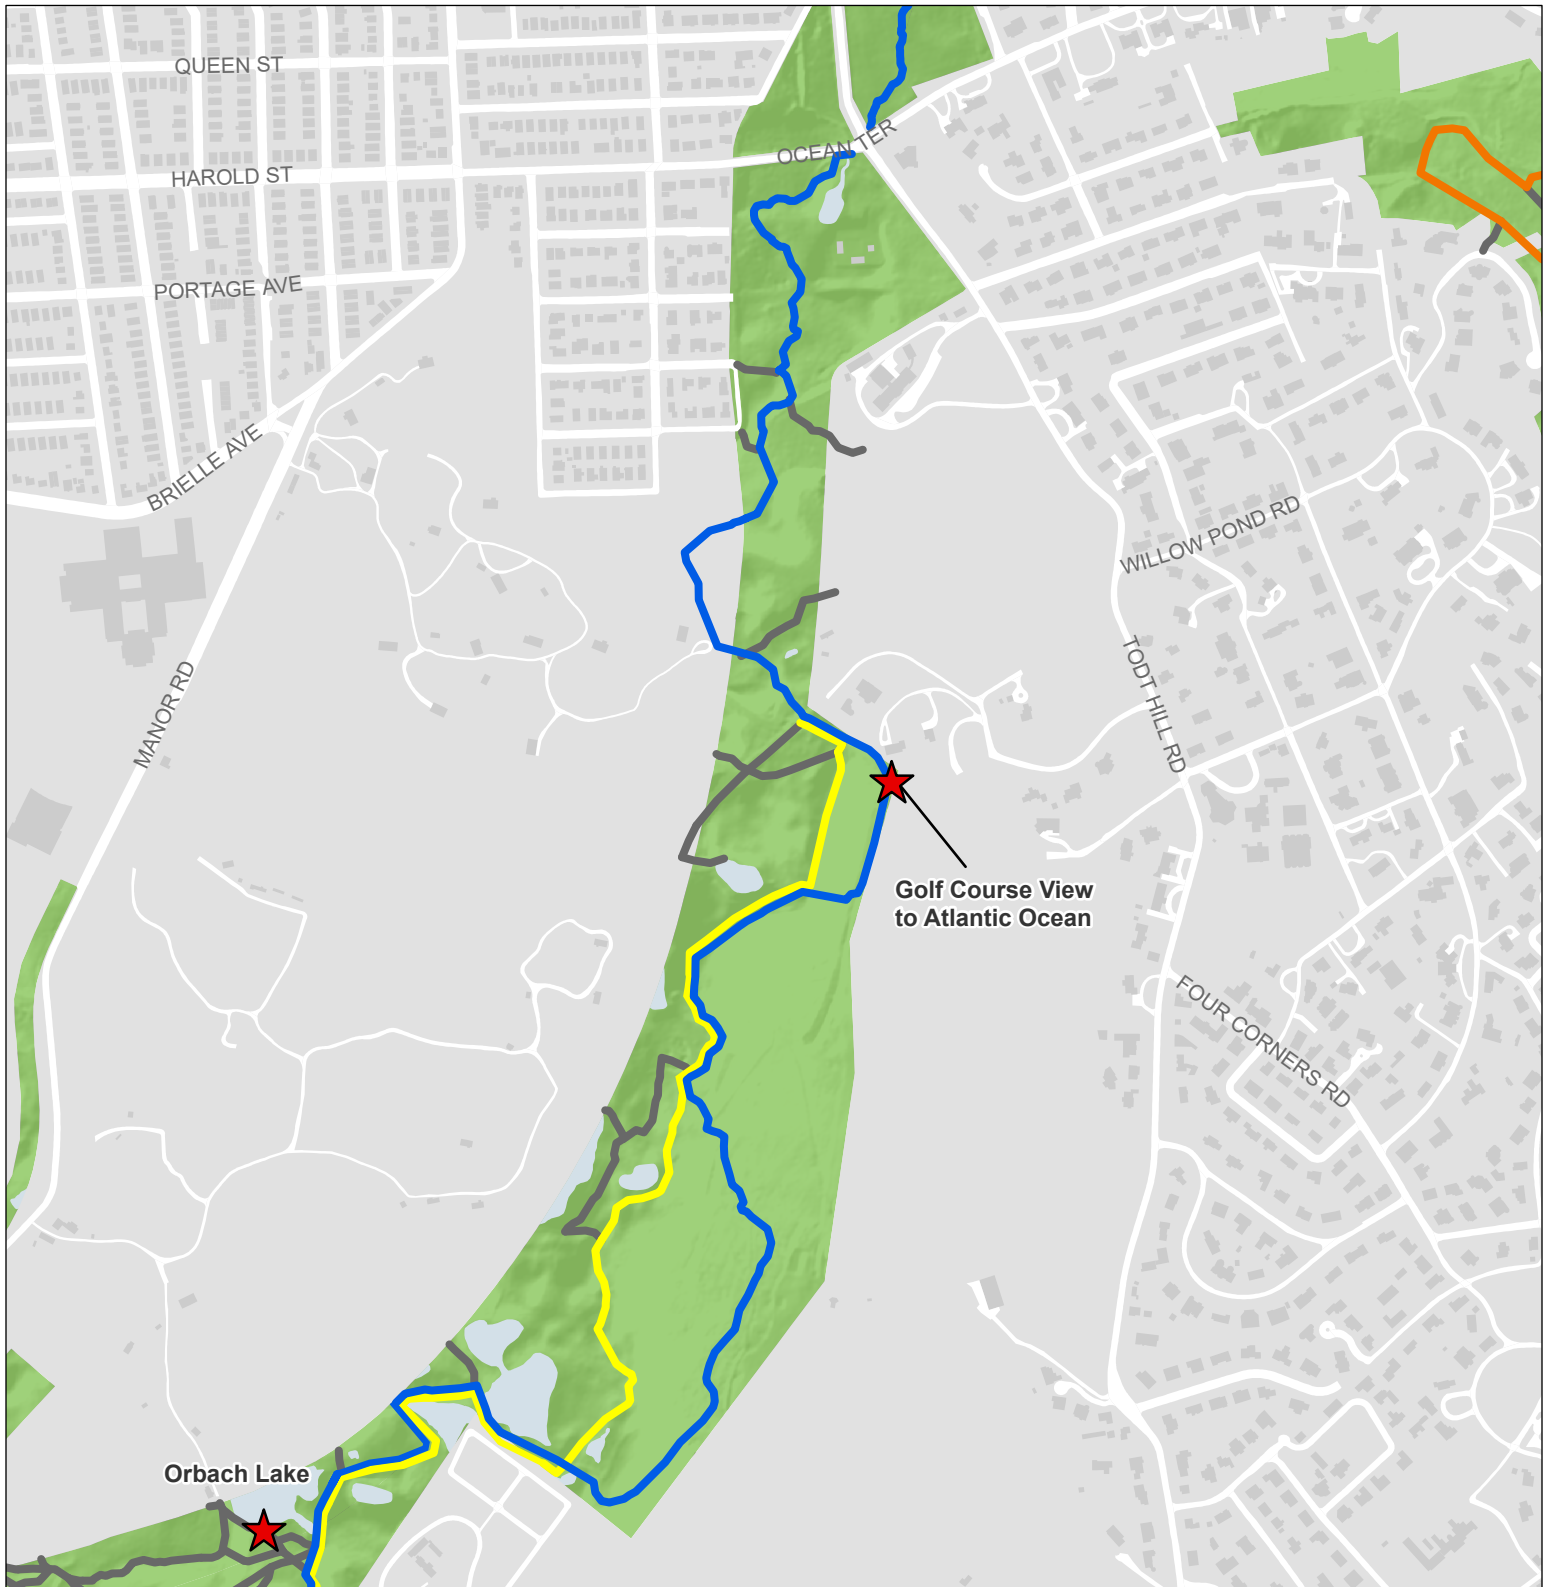 QUEEN ST
OCEAN TER
HAROLD ST
PORTAGE AVE
BRIELLE AVE
WILLOW POND RD
TODT HILL RD
MANOR RD
Golf Course View
to Atlantic Ocean
FOUR CORNERS RD
Orbach Lake